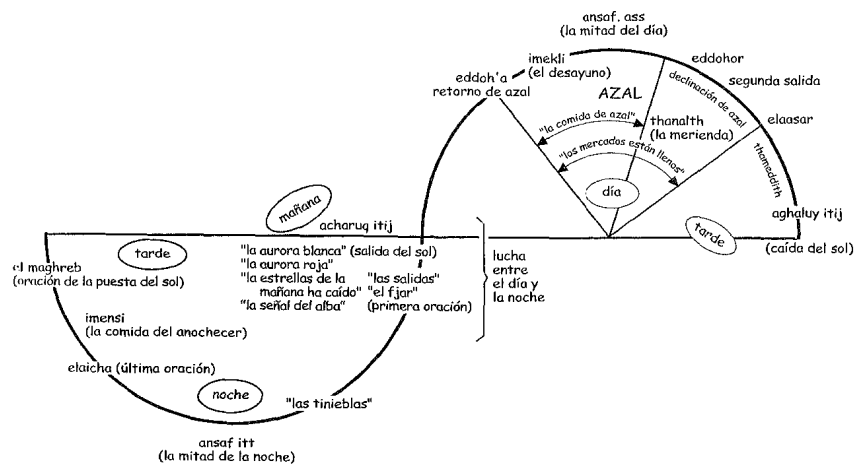 ansaf. ass
(la mitad del día)
imekli
(el desayuno)
eddoh'a
retorno de azal
eddohor
segunda salida
declinación de azal
elaasar
AZAL
"la comida de azal"
thanalth
(la merienda)
"los mercados están llenos"
thameddith
día
aghaluy itij
tarde
(caída del sol)
mañana
acharuq itij
tarde
"la aurora blanca" (salida del sol)
"la aurora roja"
"la estrellas de la
mañana ha caído"
"la señal del alba"
"las salidas"
"el fjar"
(primera oración)
lucha
entre
el día y
la noche
el maghreb
(oración de la puesta del sol)
imensi
(la comida del anochecer)
elaicha (última oración)
noche
"las tinieblas"
ansaf itt
(la mitad de la noche)